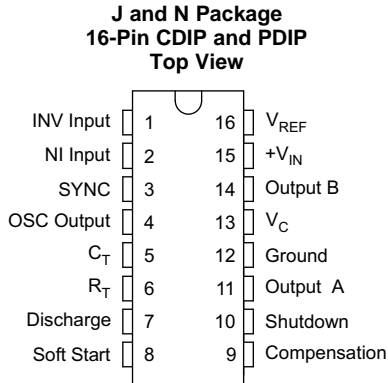 J and N Package
16-Pin CDIP and PDIP
Top View
INV Input 1 16 VREF
NI Input 2 15 +VIN
SYNC 3 14 Output B
OSC Output 4 13 VC
CT 5 12 Ground
RT 6 11 Output A
Discharge 7 10 Shutdown
Soft Start 8 9 Compensation